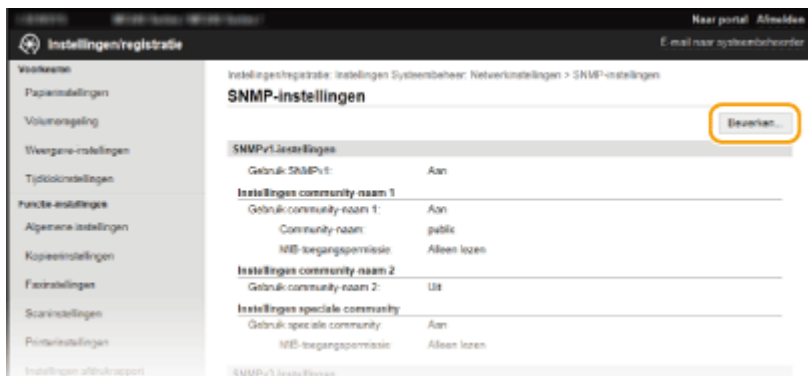 Naar portal Afmelden
Instellingen/registratie
E-mail naar systeembeheerder
Voorkeuren
Papierinstellingen
Volumeregeling
Weergave-instellingen
Tijdklokinstellingen
Functie-instellingen
Algemene instellingen
Kopieerinstellingen
Faxinstellingen
Scaninstellingen
Printerinstellingen
Instellingen afdrukrapport
Instellingen/registratie: Instellingen Systeembeheer: Netwerkinstellingen > SNMP-instellingen
SNMP-instellingen
Bewerken...
SNMPv1-instellingen
Gebruik SNMPv1: Aan
Instellingen community-naam 1
Gebruik community-naam 1: Aan
Community-naam: public
MIB-toegangspermissie: Alleen lezen
Instellingen community-naam 2
Gebruik community-naam 2: Uit
Instellingen speciale community
Gebruik speciale community: Aan
MIB-toegangspermissie: Alleen lezen
SNMPv3-instellingen